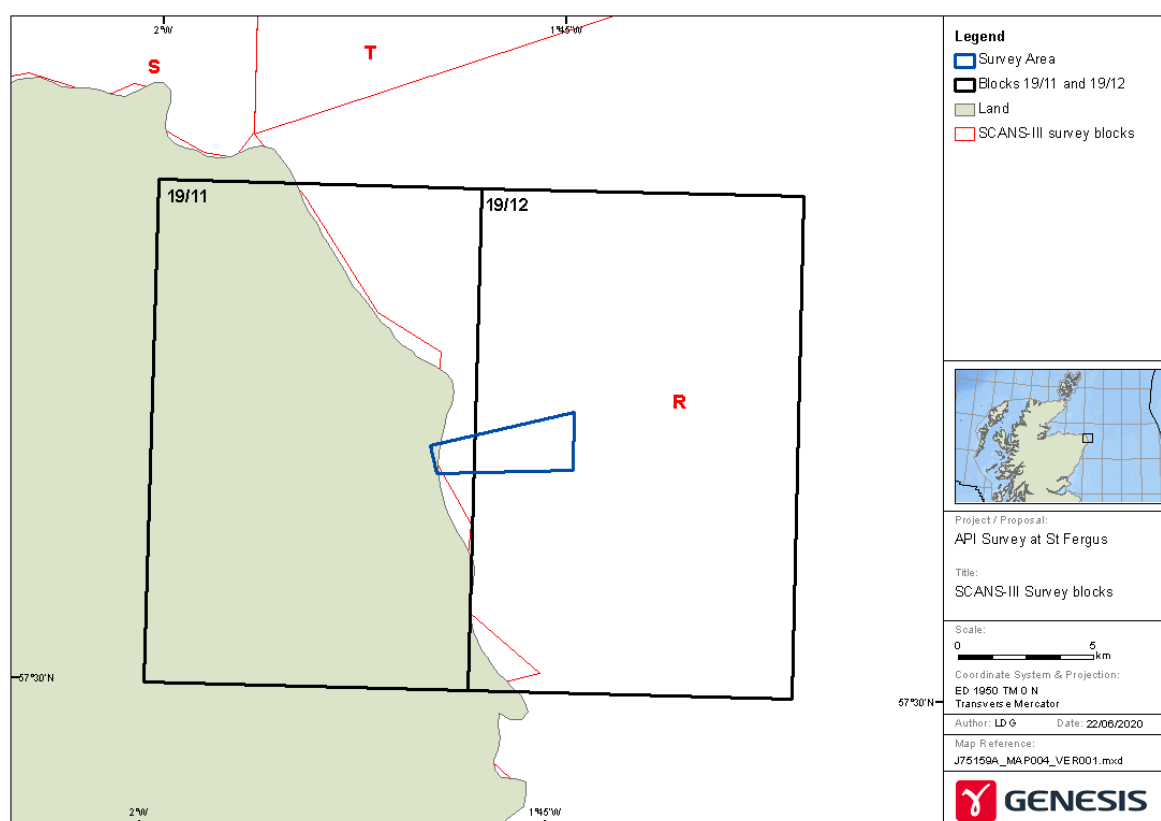 2°W
1°45'W
S
T
19/11
19/12
R
57°30'N
57°30'N
2°W
1°45'W
Legend
Survey Area
Blocks 19/11 and 19/12
Land
SCANS-III survey blocks
Project / Proposal:
API Survey at St Fergus
Title:
SCANS-III Survey blocks
Scale:
0 5
km
Coordinate System & Projection:
ED 1950 TM 0 N
Transverse Mercator
Author: LDG Date: 22/06/2020
Map Reference:
J75159A_MAP004_VER001.mxd
GENESIS